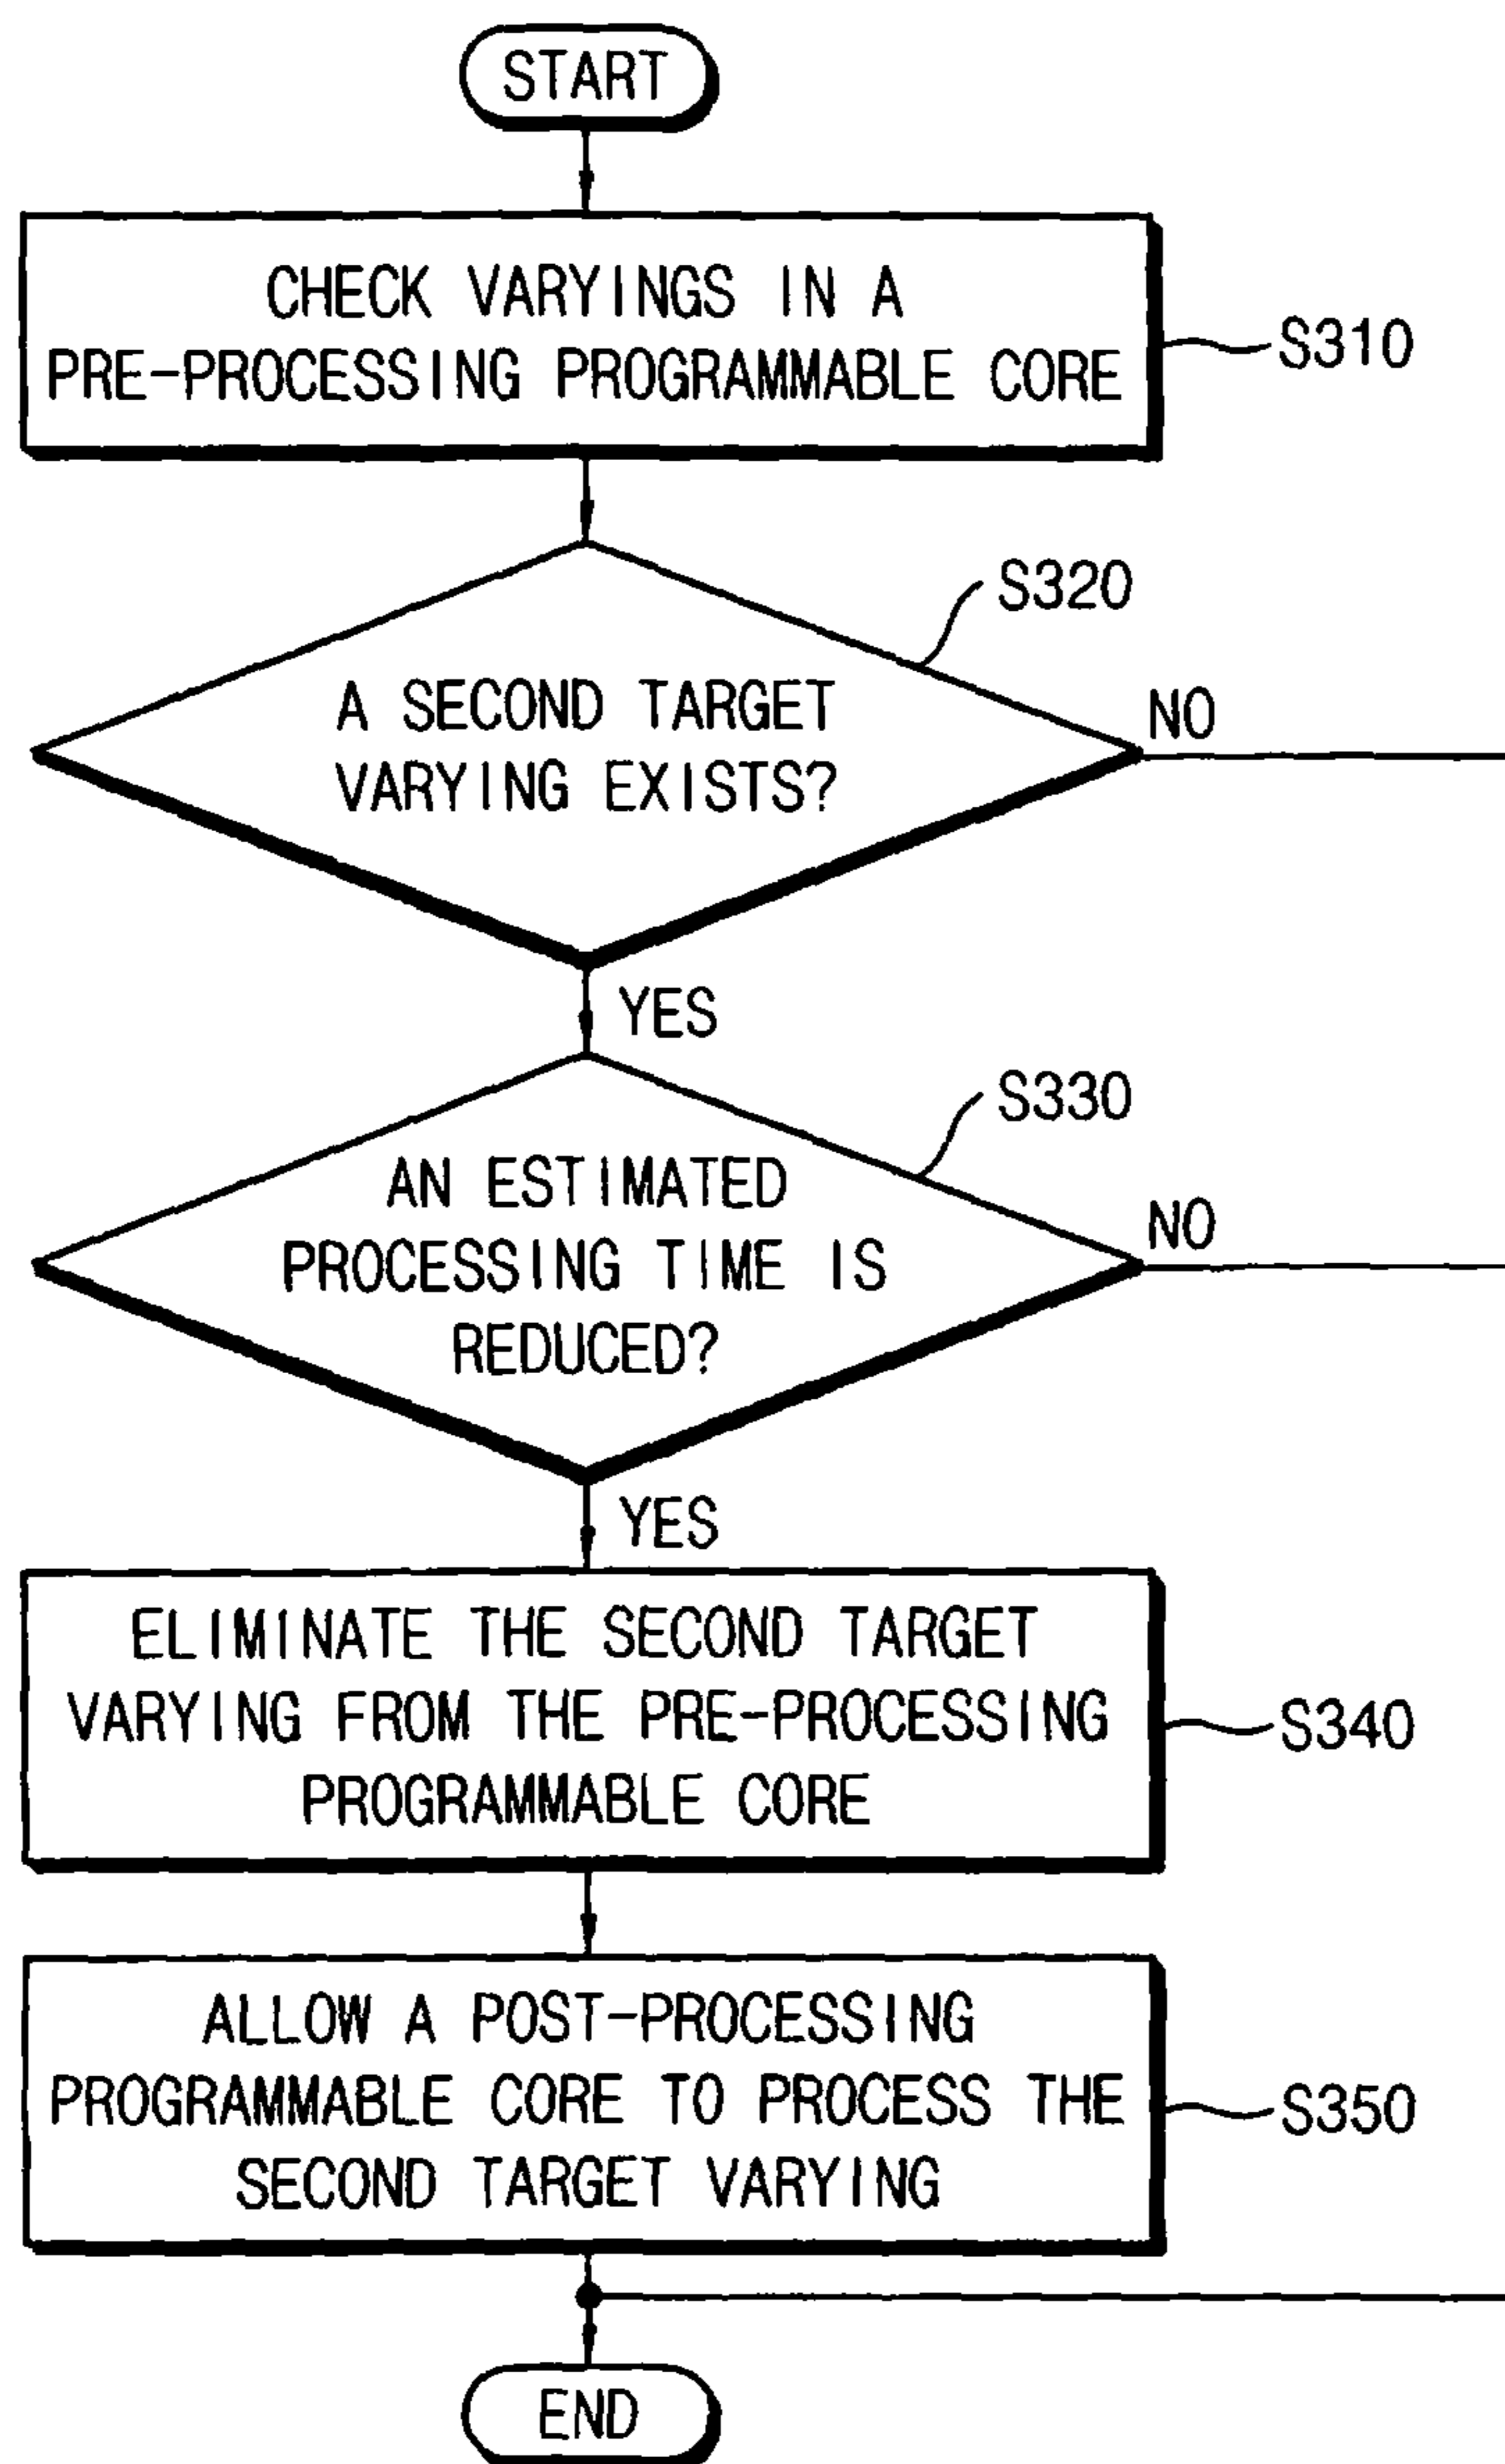 START
CHECK VARYINGS IN A
PRE-PROCESSING PROGRAMMABLE CORE
S310
S320
A SECOND TARGET
VARYING EXISTS?
NO
YES
S330
AN ESTIMATED
PROCESSING TIME IS
REDUCED?
NO
YES
ELIMINATE THE SECOND TARGET
VARYING FROM THE PRE-PROCESSING
PROGRAMMABLE CORE
S340
ALLOW A POST-PROCESSING
PROGRAMMABLE CORE TO PROCESS THE
SECOND TARGET VARYING
S350
END